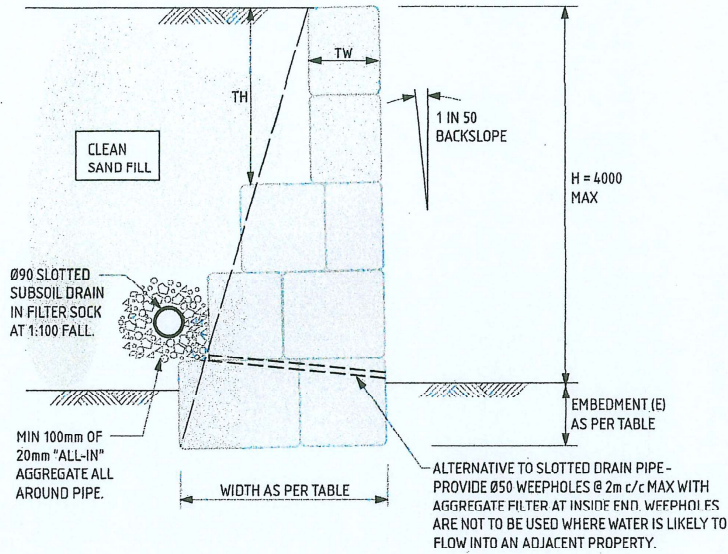 TW
TH
1 IN 50
BACKSLOPE
CLEAN
SAND FILL
H = 4000
MAX
Ø90 SLOTTED
SUBSOIL DRAIN
IN FILTER SOCK
AT 1:100 FALL.
EMBEDMENT (E)
AS PER TABLE
MIN 100mm OF
20mm "ALL-IN"
AGGREGATE ALL
AROUND PIPE.
WIDTH AS PER TABLE
ALTERNATIVE TO SLOTTED DRAIN PIPE -
PROVIDE Ø50 WEEPHOLES @ 2m c/c MAX WITH
AGGREGATE FILTER AT INSIDE END. WEEPHOLES
ARE NOT TO BE USED WHERE WATER IS LIKELY TO
FLOW INTO AN ADJACENT PROPERTY.